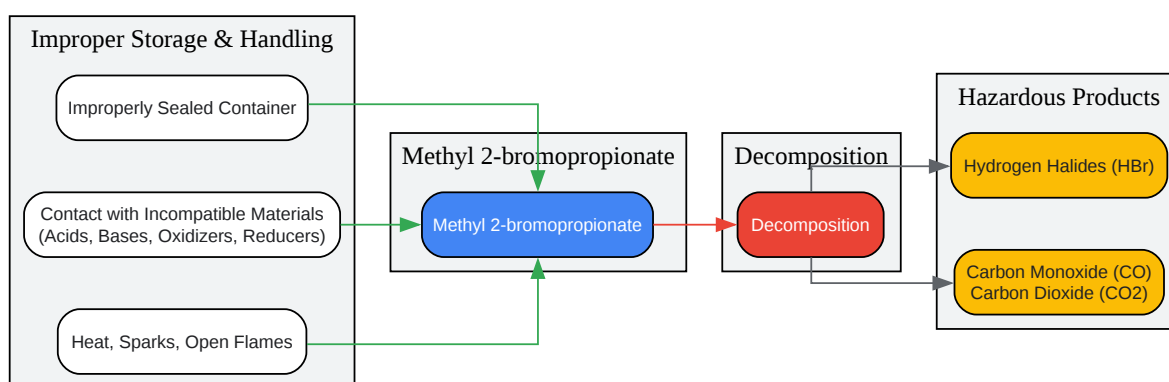 Improper Storage & Handling
Improperly Sealed Container
Contact with Incompatible Materials
(Acids, Bases, Oxidizers, Reducers)
Heat, Sparks, Open Flames
Methyl 2-bromopropionate
Methyl 2-bromopropionate
Decomposition
Decomposition
Hazardous Products
Hydrogen Halides (HBr)
Carbon Monoxide (CO)
Carbon Dioxide (CO2)